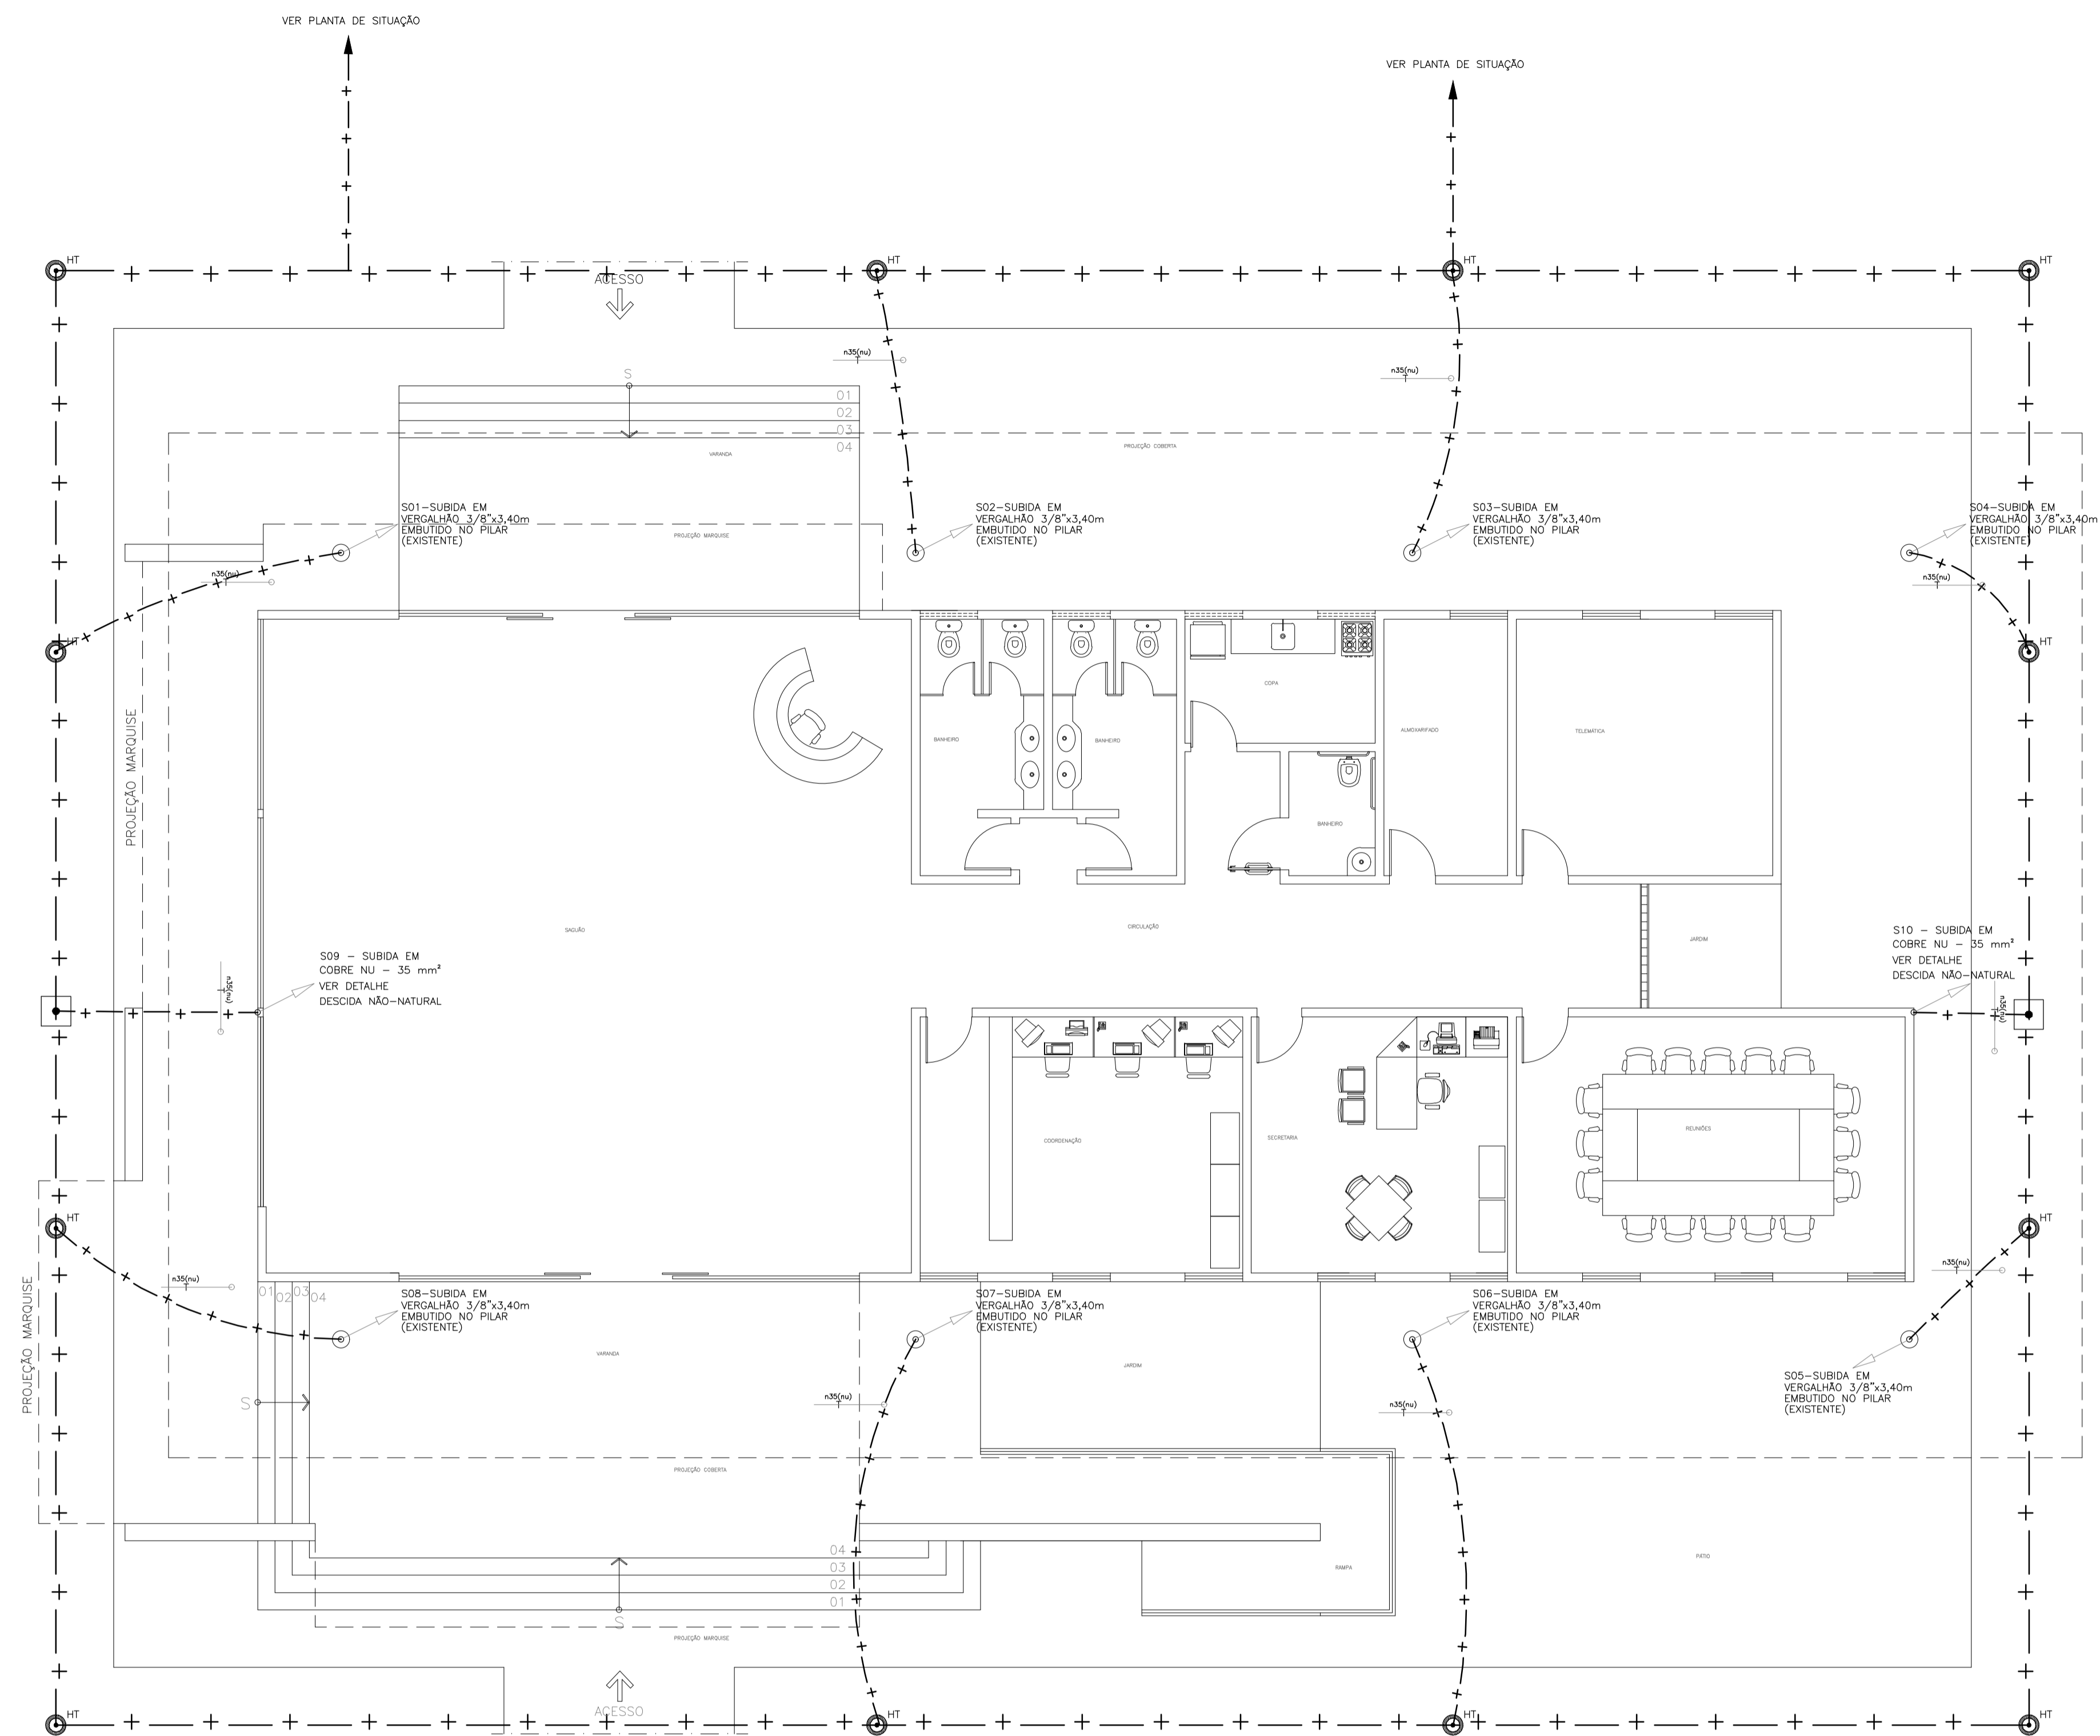 VER PLANTA DE SITUAÇÃO
VER PLANTA DE SITUAÇÃO
HT
HT
HT
HT
ACESSO
n35(nu)
n35(nu)
S
01
02
03
04
VARANDA
PROJEÇÃO COBERTA
S01-SUBIDA EM
VERGALHÃO 3/8"x3,40m
EMBUTIDO NO PILAR
(EXISTENTE)
S02-SUBIDA EM
VERGALHÃO 3/8"x3,40m
EMBUTIDO NO PILAR
(EXISTENTE)
S03-SUBIDA EM
VERGALHÃO 3/8"x3,40m
EMBUTIDO NO PILAR
(EXISTENTE)
S04-SUBIDA EM
VERGALHÃO 3/8"x3,40m
EMBUTIDO NO PILAR
(EXISTENTE)
PROJEÇÃO MARQUISE
n35(nu)
n35(nu)
HT
HT
PROJEÇÃO MARQUISE
COPA
BANHEIRO
BANHEIRO
ALMOXARIFADO
TELEMÁTICA
BANHEIRO
SAGUÃO
CIRCULAÇÃO
JARDIM
S09 - SUBIDA EM
COBRE NU - 35 mm²
VER DETALHE
DESCIDA NÃO-NATURAL
n35(nu)
S10 - SUBIDA EM
COBRE NU - 35 mm²
VER DETALHE
DESCIDA NÃO-NATURAL
n35(nu)
COORDENAÇÃO
SECRETARIA
REUNIÕES
HT
HT
n35(nu)
n35(nu)
PROJEÇÃO MARQUISE
01
02
03
04
S08-SUBIDA EM
VERGALHÃO 3/8"x3,40m
EMBUTIDO NO PILAR
(EXISTENTE)
S07-SUBIDA EM
VERGALHÃO 3/8"x3,40m
EMBUTIDO NO PILAR
(EXISTENTE)
S06-SUBIDA EM
VERGALHÃO 3/8"x3,40m
EMBUTIDO NO PILAR
(EXISTENTE)
S05-SUBIDA EM
VERGALHÃO 3/8"x3,40m
EMBUTIDO NO PILAR
(EXISTENTE)
VARANDA
JARDIM
S
n35(nu)
n35(nu)
PROJEÇÃO COBERTA
04
03
02
01
RAMPA
PATIO
S
PROJEÇÃO MARQUISE
ACESSO
HT
HT
HT
HT